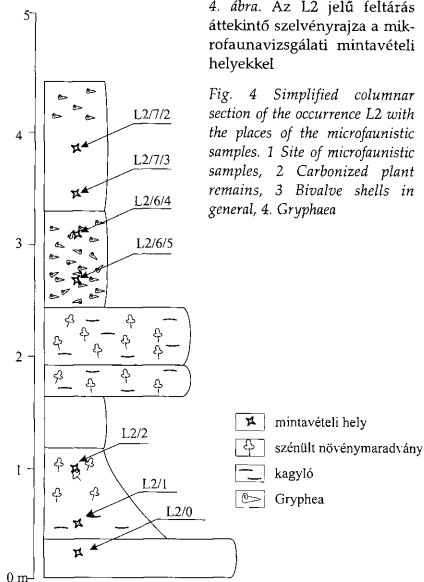 4. ábra. Az L2 jelű feltárás
áttekintő szelvényrajza a mik-
rofaunavizsgálati mintavételi
helyekkel
Fig. 4 Simplified columnar
section of the occurrence L2 with
the places of the microfaunistic
samples. 1 Site of microfaunistic
samples, 2 Carbonized plant
remains, 3 Bivalve shells in
general, 4. Gryphaea
5
4
3
2
1
0 m
L2/7/2
L2/7/3
L2/6/4
L2/6/5
L2/2
L2/1
L2/0
mintavételi hely
szénült növénymaradvány
kagyló
Gryphea